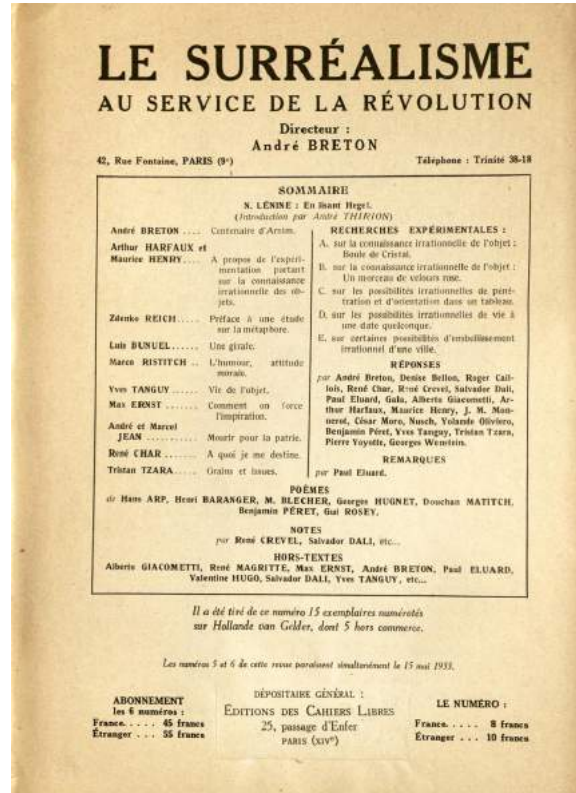 LE SURRÉALISME
AU SERVICE DE LA RÉVOLUTION
Directeur :
André BRETON
42, Rue Fontaine, PARIS (9e)
Téléphone : Trinité 38-18
SOMMAIRE
N. LÉNINE : En lisant Hegel.
(Introduction par André THIRION)
André BRETON .... Centenaire d'Arnim.
Arthur HARFAUX et
Maurice HENRY.... A propos de l'expéri-
mentation portant
sur la connaissance
irrationnelle des ob-
jets.
Zdenko REICH..... Préface à une étude
sur la métaphore.
Luis BUNUEL...... Une girafe.
Marco RISTITCH .. L'humour, attitude
morale.
Yves TANGUY...... Vie de l'objet.
Max ERNST ....... Comment on force
l'inspiration.
André et Marcel
JEAN ........... Mourir pour la patrie.
René CHAR ....... A quoi je me destine.
Tristan TZARA..... Grains et issues.
RECHERCHES EXPÉRIMENTALES :
A. sur la connaissance irrationnelle de l'objet :
Boule de Cristal.
B. sur la connaissance irrationnelle de l'objet :
Un morceau de velours rose.
C. sur les possibilités irrationnelles de péné-
tration et d'orientation dans un tableau.
D. sur les possibilités irrationnelles de vie à
une date quelconque.
E. sur certaines possibilités d'embellissement
irrationnel d'une ville.
RÉPONSES
par André Breton, Denise Bellon, Roger Cail-
lois, René Char, René Crevel, Salvador Dali,
Paul Eluard, Gala, Alberto Giacometti, Ar-
thur Harfaux, Maurice Henry, J. M. Mon-
nerot, César Moro, Nusch, Yolande Oliviero,
Benjamin Péret, Yves Tanguy, Tristan Tzara,
Pierre Yoyotte, Georges Wenstein.
REMARQUES
par Paul Eluard.
POÈMES
de Hans ARP, Henri BARANGER, M. BLECHER, Georges HUGNET, Douchan MATITCH,
Benjamin PÉRET, Gui ROSEY.
NOTES
par René CREVEL, Salvador DALI, etc...
HORS-TEXTES
Alberto GIACOMETTI, René MAGRITTE, Max ERNST, André BRETON, Paul ELUARD,
Valentine HUGO, Salvador DALI, Yves TANGUY, etc...
Il a été tiré de ce numéro 15 exemplaires numérotés
sur Hollande van Gelder, dont 5 hors commerce.
Les numéros 5 et 6 de cette revue paraissent simultanément le 15 mai 1933.
ABONNEMENT
les 6 numéros :
France. . . . . 45 francs
Étranger . . . 55 francs
DÉPOSITAIRE GÉNÉRAL :
EDITIONS DES CAHIERS LIBRES
25, passage d'Enfer
PARIS (XIVe)
LE NUMÉRO :
France. . . . . 8 francs
Étranger . . . 10 francs